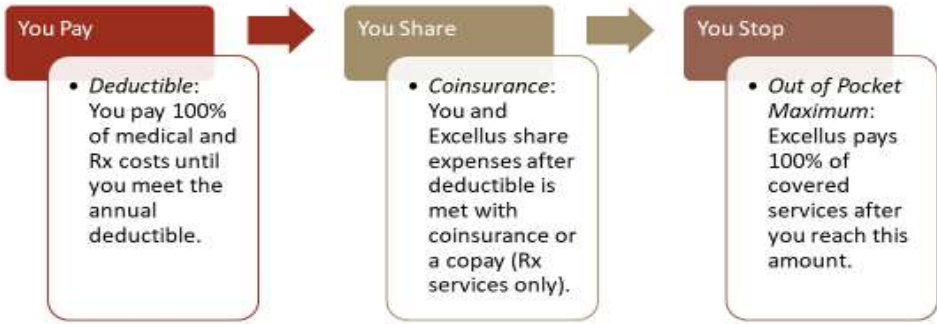 You Pay
• Deductible:
You pay 100%
of medical and
Rx costs until
you meet the
annual
deductible.
You Share
• Coinsurance:
You and
Excellus share
expenses after
deductible is
met with
coinsurance or
a copay (Rx
services only).
You Stop
• Out of Pocket
Maximum:
Excellus pays
100% of
covered
services after
you reach this
amount.